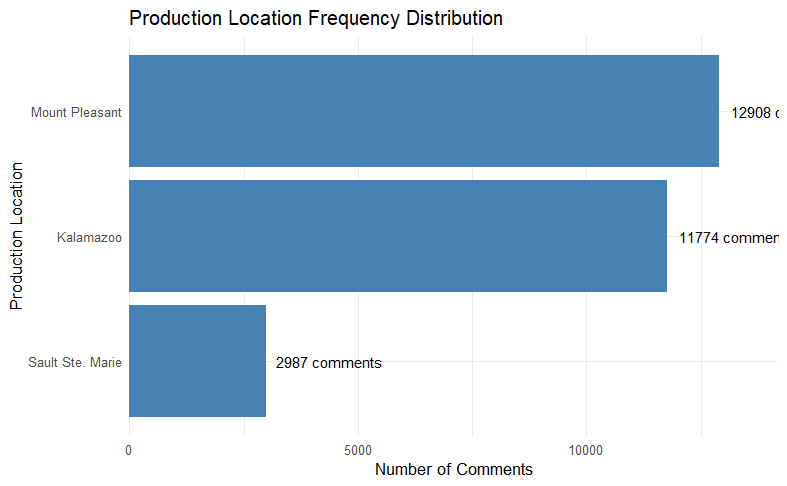 Production Location Frequency Distribution
Production Location
Mount Pleasant
12908 c
Kalamazoo
11774 commen
Sault Ste. Marie
2987 comments
0
5000
10000
Number of Comments